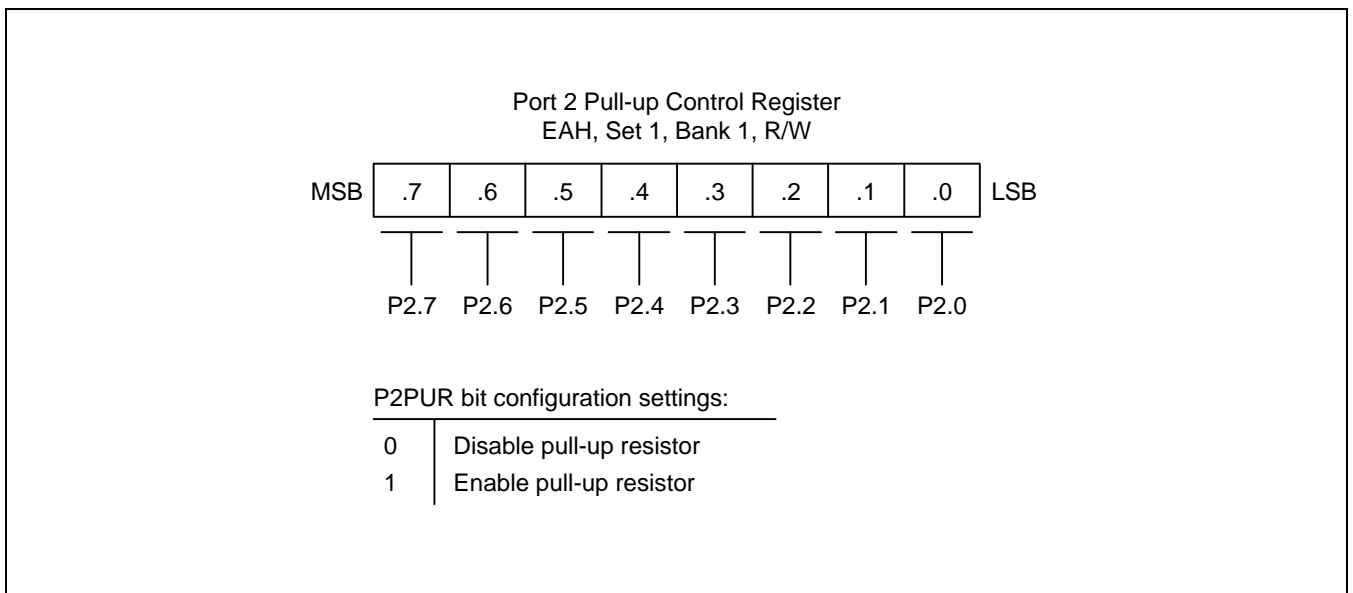 Port 2 Pull-up Control Register
EAH, Set 1, Bank 1, R/W
MSB .7 .6 .5 .4 .3 .2 .1 .0 LSB
P2.7 P2.6 P2.5 P2.4 P2.3 P2.2 P2.1 P2.0
P2PUR bit configuration settings:
0 Disable pull-up resistor
1 Enable pull-up resistor